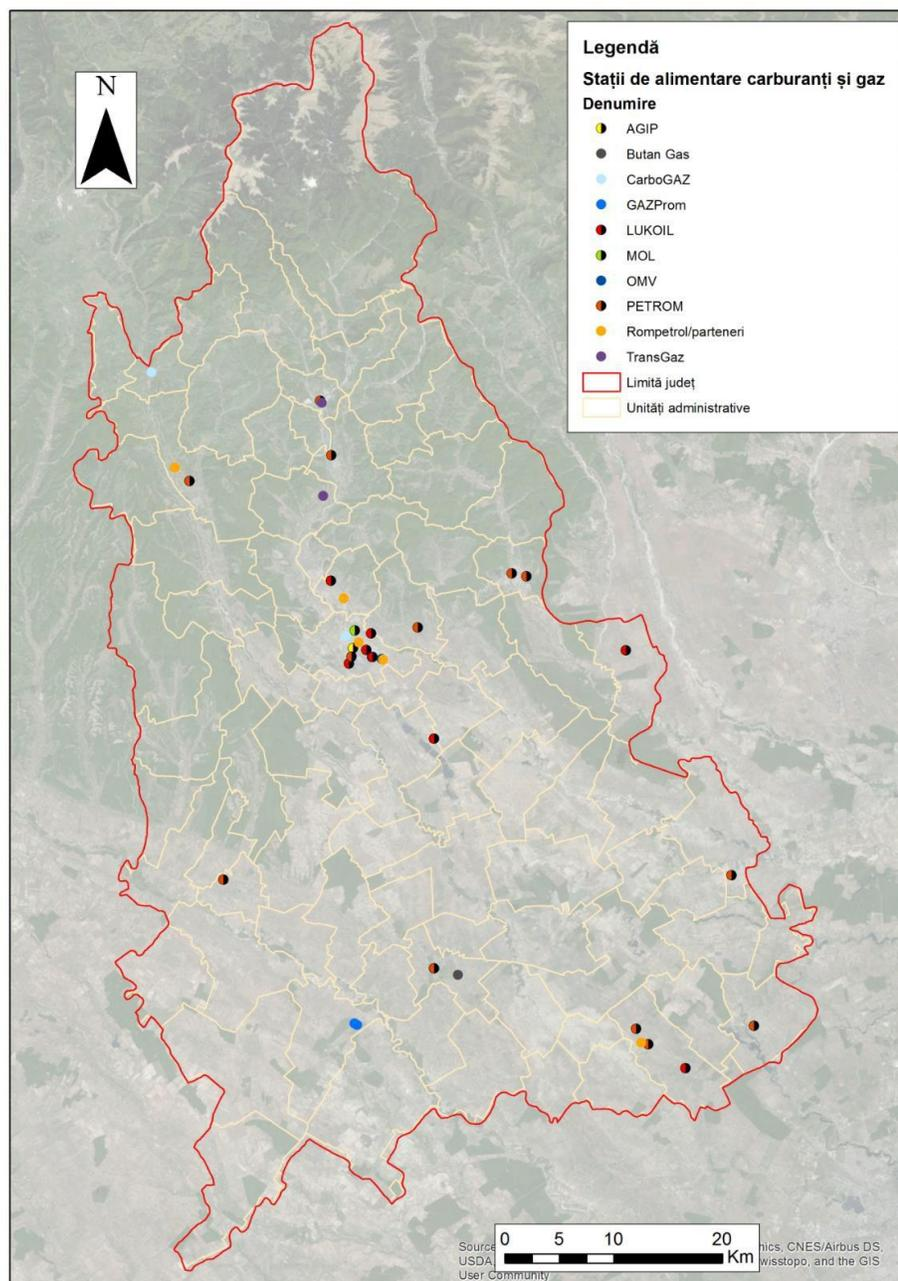 N
Legendă
Stații de alimentare carburanți și gaz
Denumire
AGIP
Butan Gas
CarboGAZ
GAZProm
LUKOIL
MOL
OMV
PETROM
Rompetrol/parteneri
TransGaz
Limită județ
Unități administrative
0 5 10 20
Km
Source hics, CNES/Airbus DS,
USDA, wisstopo, and the GIS
User Community